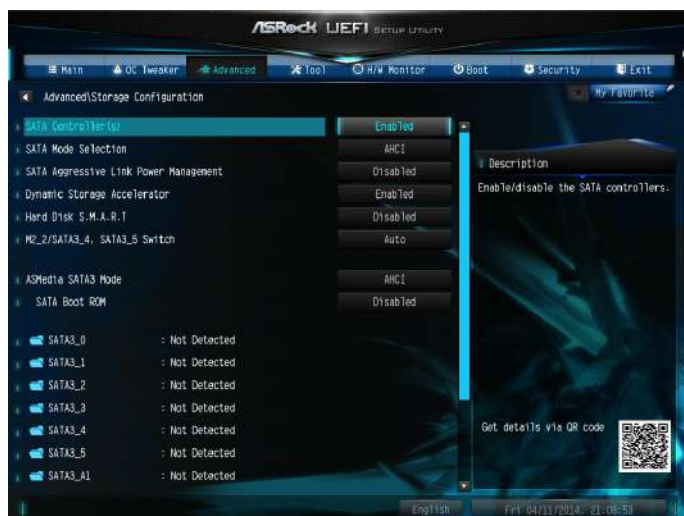 ASRock UEFI SETUP UTILITY
Main OC Tweaker Advanced Tool H/W Monitor Boot Security Exit
Advanced\Storage Configuration
My Favorite
SATA Controller(s) Enabled
SATA Mode Selection AHCI
SATA Aggressive Link Power Management Disabled
Dynamic Storage Accelerator Enabled
Hard Disk S.M.A.R.T Disabled
M2_2/SATA3_4, SATA3_5 Switch Auto
ASMedia SATA3 Mode AHCI
SATA Boot ROM Disabled
SATA3_0 : Not Detected
SATA3_1 : Not Detected
SATA3_2 : Not Detected
SATA3_3 : Not Detected
SATA3_4 : Not Detected
SATA3_5 : Not Detected
SATA3_A1 : Not Detected
Description
Enable/disable the SATA controllers.
Get details via QR code
English
Fri 04/11/2014, 21:08:53